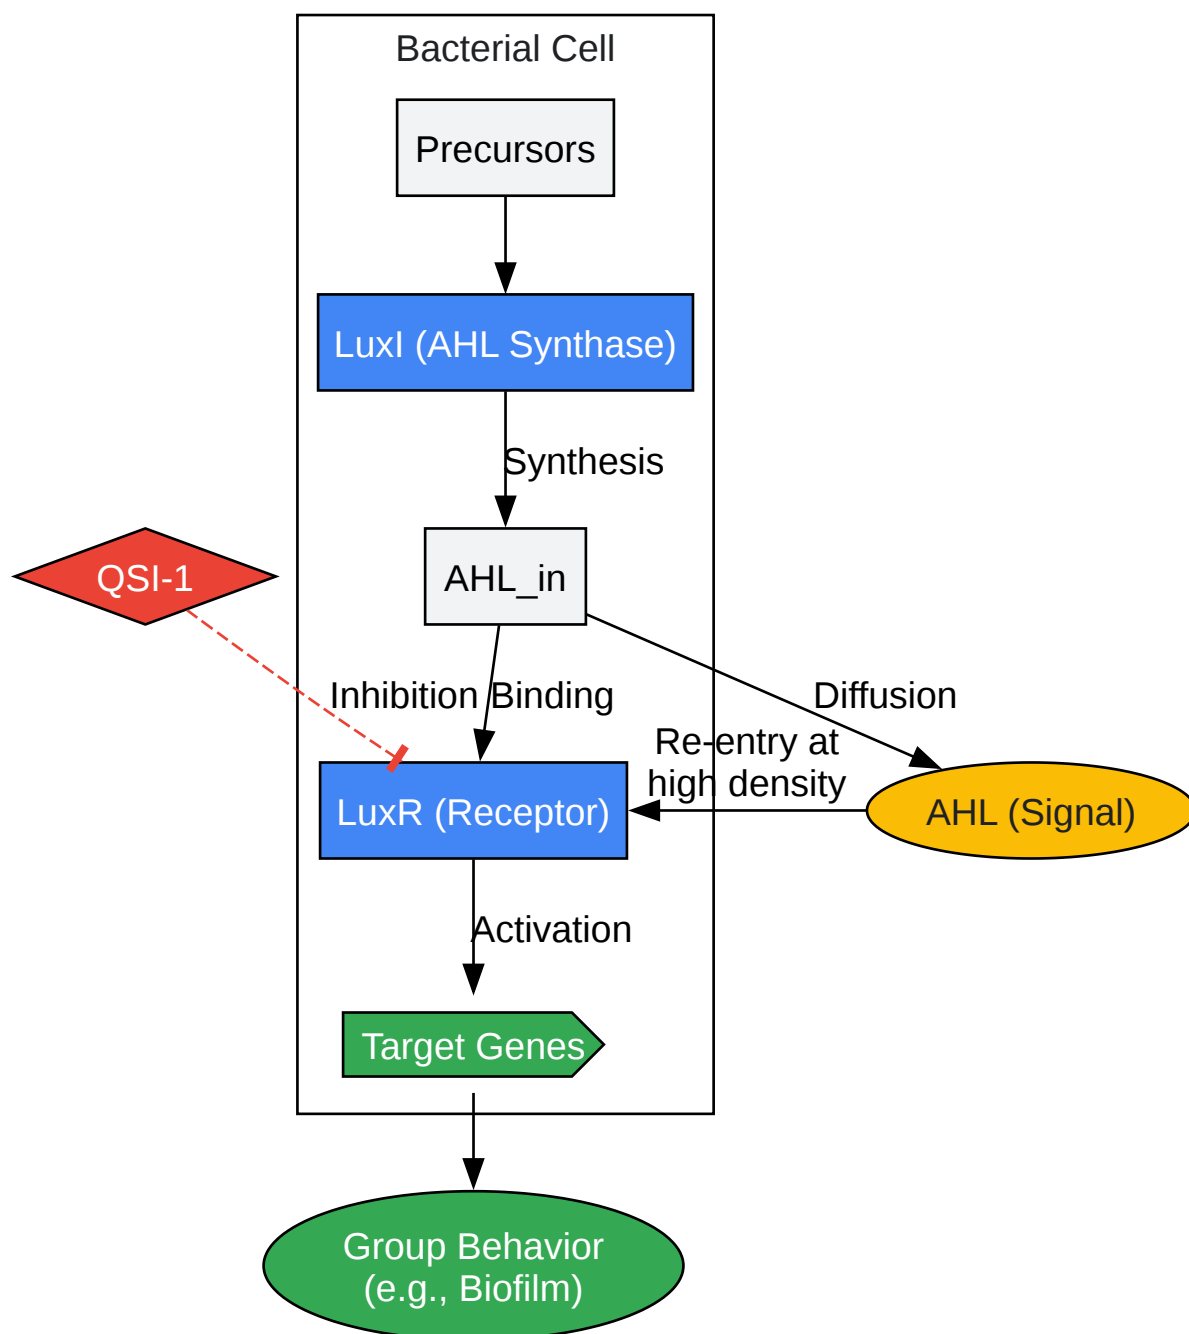 Bacterial Cell
Precursors
LuxI (AHL Synthase)
Synthesis
QSI-1
AHL_in
Inhibition
Binding
Diffusion
Re-entry at
high density
LuxR (Receptor)
AHL (Signal)
Activation
Target Genes
Group Behavior
(e.g., Biofilm)